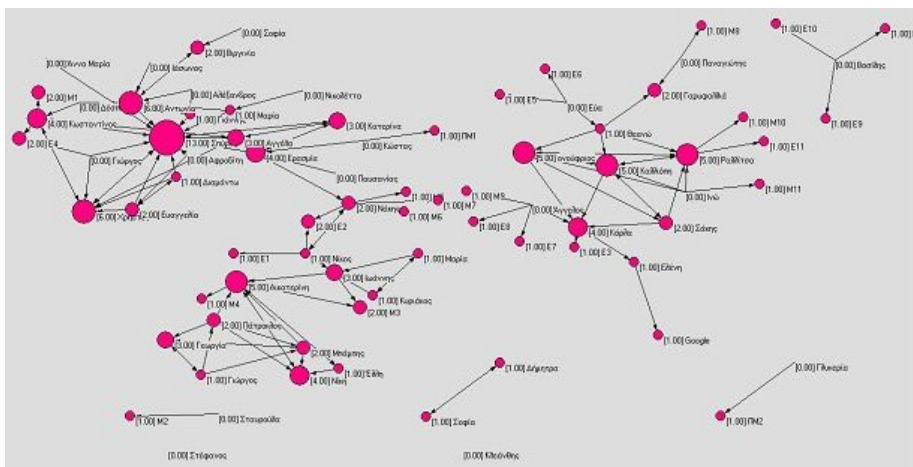 [0.00] Σοφία
[1.00] M8
[1.00] E10
[2.00] Βιργινία
[0.00] Άννα Μαρία
[0.00] Ιάσωνας
[0.00] Παναγιώτης
[0.00] Βασίλης
[1.00] E6
[2.00] M1
[0.00] Αλέξανδρος
[0.00] Νικολέττα
[2.00] Γαρυφαλλιά
[1.00] E5
[6.00] Αντωνία
[0.00] Εύα
[1.00] Μαρία
[4.00] Κωσταντίνος
[3.00] Κατερίνα
[1.00] M10
[1.00] E9
[2.00] E4
[1.00] Θεανώ
[1.00] ΠΜ1
[3.00] Αγγέλα
[0.00] Κώστας
[1.00] E11
[0.00] Γιώργος
[0.00] Αφροδίτη
[4.00] Ερασμία
[5.00] ονούφριος
[5.00] Καλλιόπη
[5.00] Ραλλίτσα
[1.00] Διαμάντω
[0.00] Παυσανίας
[1.00] M9
[1.00] M11
[0.00] Ινώ
[2.00] Νάκης
[1.00] M7
[0.00] Άγγελος
[2.00] Ευαγγελία
[1.00] M6
[1.00] E8
[2.00] Σάκης
[2.00] E2
[4.00] Κάρλα
[1.00] E7
[1.00] E3
[1.00] E1
[1.00] Νίκος
[1.00] Μαρία
[1.00] Ελένη
[3.00] Ιωάννης
[5.00] Αικατερίνη
[1.00] M4
[1.00] Κυριάκος
[2.00] M3
[2.00] Πάτροκλος
[1.00] Google
[3.00] Γεωργία
[2.00] Μπάμπης
[1.00] Δήμητρα
[0.00] Γλυκερία
[1.00] Γιώργος
[4.00] Νίκη
[1.00] Έλλη
[1.00] M2
[0.00] Σταυρούλα
[1.00] Σοφία
[1.00] ΠΜ2
[0.00] Στέφανος
[0.00] Κλεάνθης